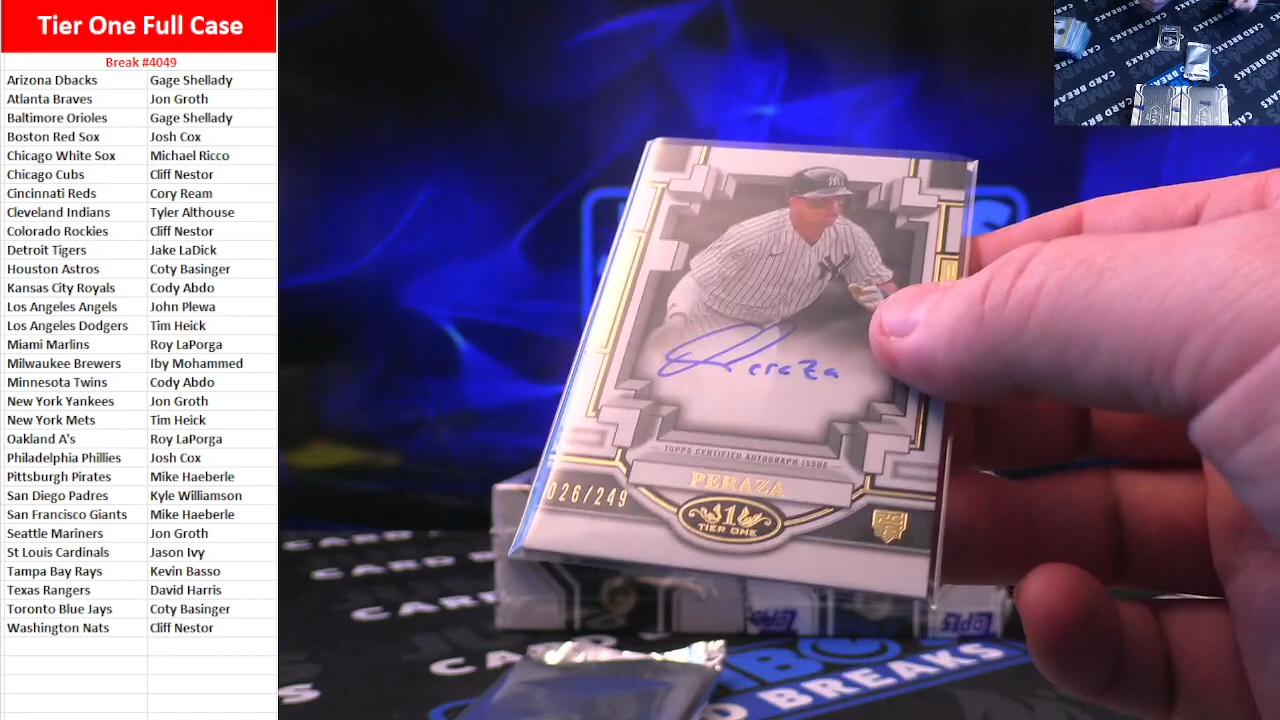 Tier One Full Case
Break #4049
Arizona Dbacks Gage Shellady
Atlanta Braves Jon Groth
Baltimore Orioles Gage Shellady
Boston Red Sox Josh Cox
Chicago White Sox Michael Ricco
Chicago Cubs Cliff Nestor
Cincinnati Reds Cory Ream
Cleveland Indians Tyler Althouse
Colorado Rockies Cliff Nestor
Detroit Tigers Jake LaDick
Houston Astros Coty Basinger
Kansas City Royals Cody Abdo
Los Angeles Angels John Plewa
Los Angeles Dodgers Tim Heick
Miami Marlins Roy LaPorga
Milwaukee Brewers Iby Mohammed
Minnesota Twins Cody Abdo
New York Yankees Jon Groth
New York Mets Tim Heick
Oakland A's Roy LaPorga
Philadelphia Phillies Josh Cox
Pittsburgh Pirates Mike Haeberle
San Diego Padres Kyle Williamson
San Francisco Giants Mike Haeberle
Seattle Mariners Jon Groth
St Louis Cardinals Jason Ivy
Tampa Bay Rays Kevin Basso
Texas Rangers David Harris
Toronto Blue Jays Coty Basinger
Washington Nats Cliff Nestor
CARD BREAKS
NY
Peraza
TOPPS CERTIFIED AUTOGRAPH ISSUE
PERAZA
026/249
1
TIER ONE
topps
BREAKS